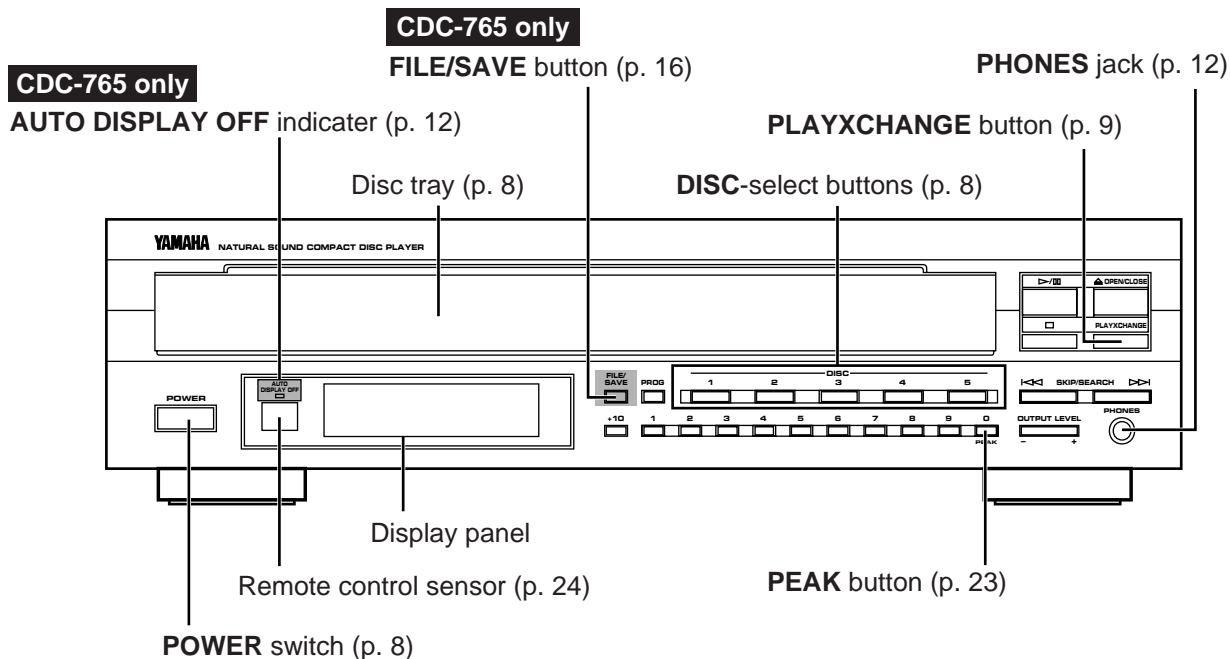 CDC-765 only
FILE/SAVE button (p. 16)
PHONES jack (p. 12)
CDC-765 only
AUTO DISPLAY OFF indicater (p. 12)
PLAYXCHANGE button (p. 9)
Disc tray (p. 8)
DISC-select buttons (p. 8)
YAMAHA NATURAL SOUND COMPACT DISC PLAYER
▷/▯▯ ⏏ OPEN/CLOSE
□ PLAYXCHANGE
AUTO
DISPLAY OFF
POWER
FILE/
SAVE
PROG
DISC
1 2 3 4 5
|◁◁ SKIP/SEARCH ▷▷|
+10 1 2 3 4 5 6 7 8 9 0
PEAK
OUTPUT LEVEL
– +
PHONES
Display panel
Remote control sensor (p. 24)
PEAK button (p. 23)
POWER switch (p. 8)